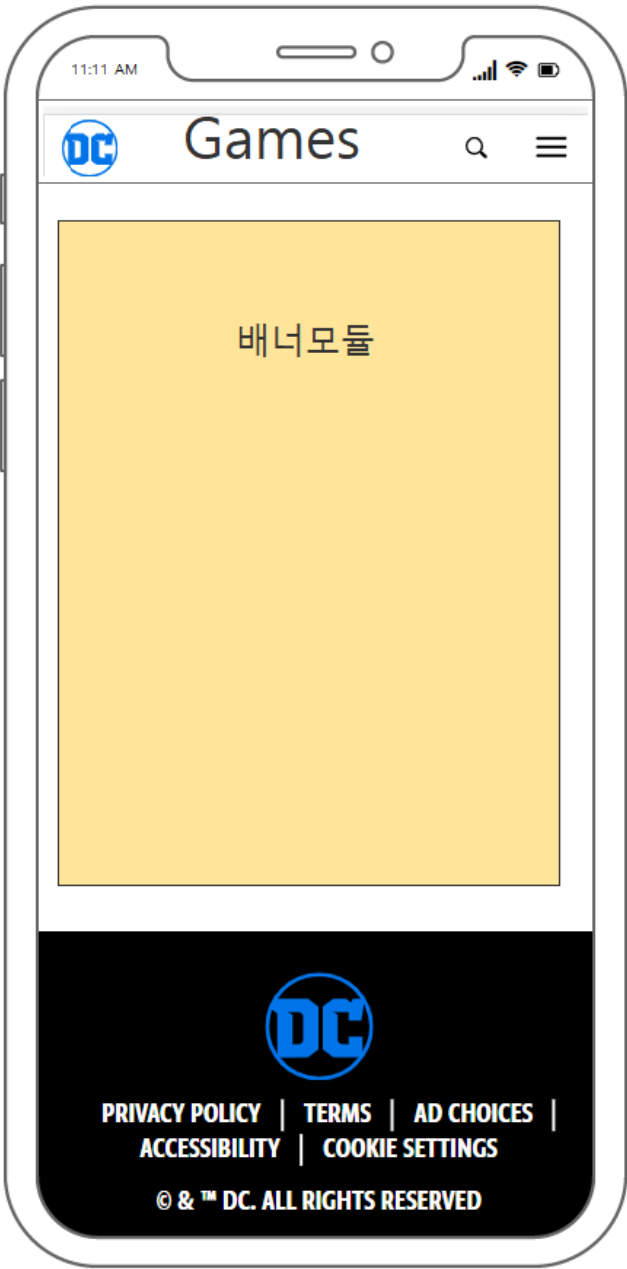 11:11 AM
DC Games
배너모듈
DC
PRIVACY POLICY | TERMS | AD CHOICES |
ACCESSIBILITY | COOKIE SETTINGS
© & ™ DC. ALL RIGHTS RESERVED